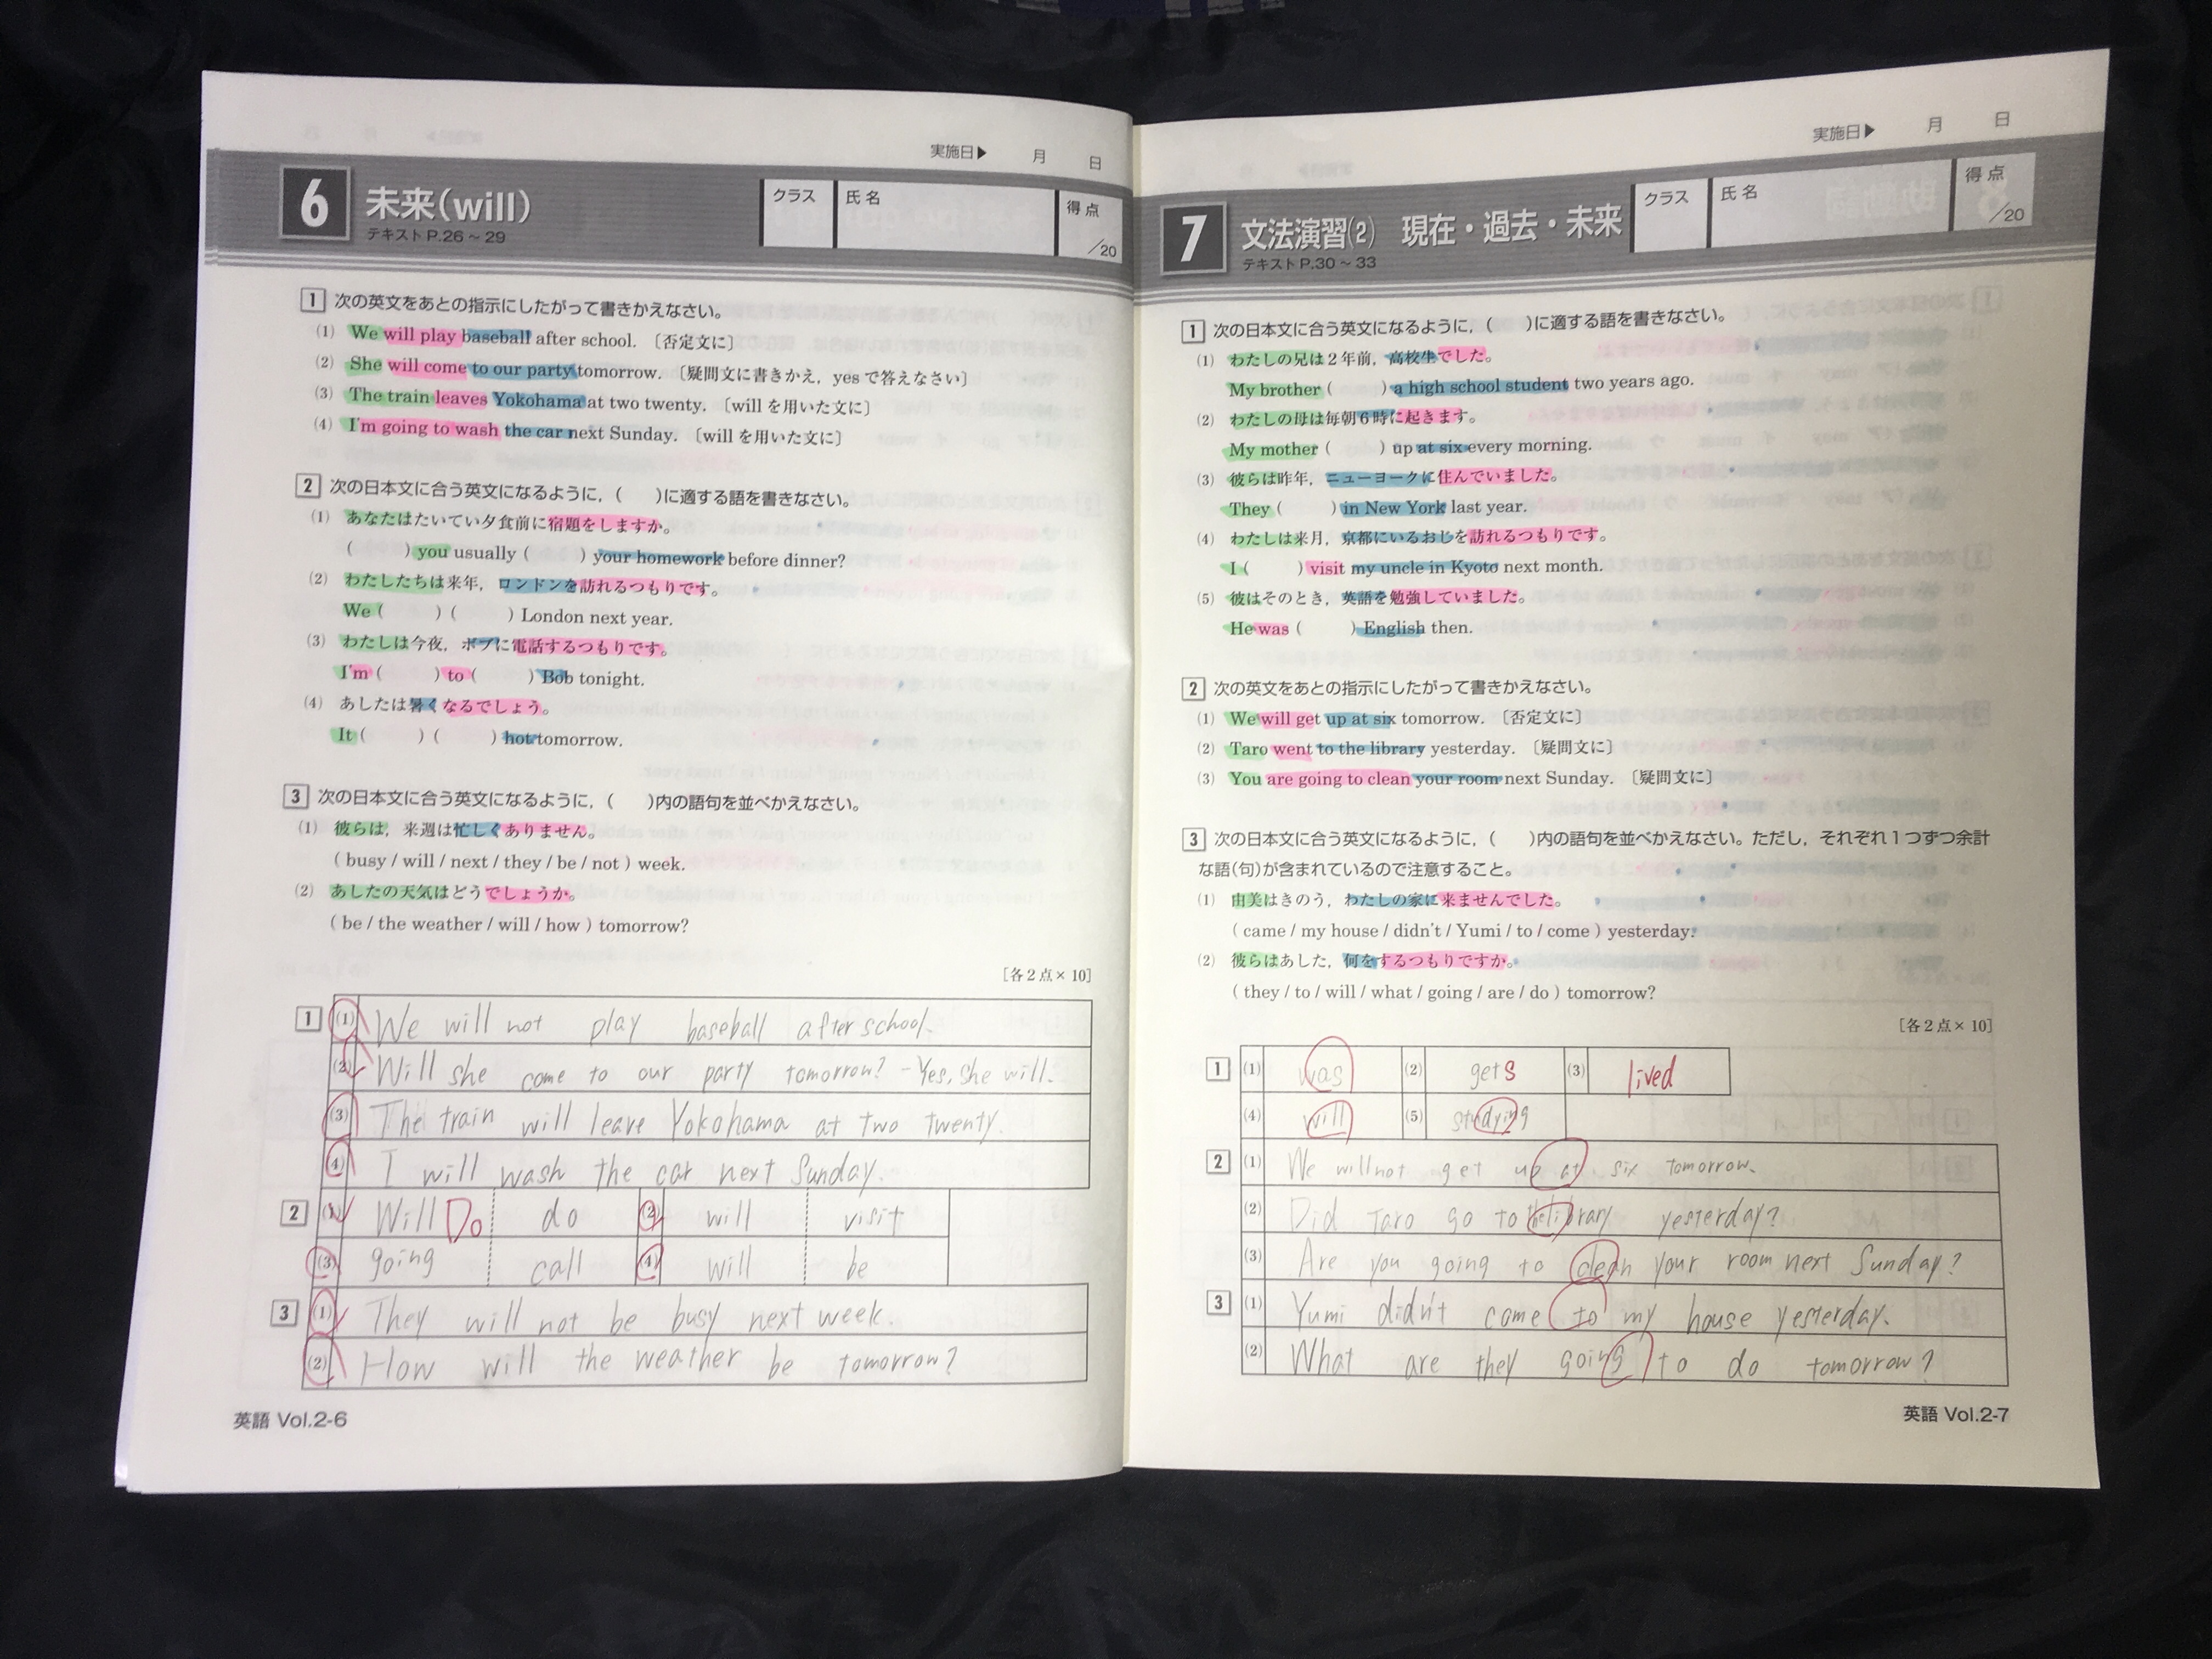 実施日▶ 月 日
6 未来(will)
テキストP.26～29
クラス 氏名 得点 /20
1 次の英文をあとの指示にしたがって書きかえなさい。
(1) We will play baseball after school. 〔否定文に〕
(2) She will come to our party tomorrow. 〔疑問文に書きかえ, yesで答えなさい〕
(3) The train leaves Yokohama at two twenty. 〔willを用いた文に〕
(4) I'm going to wash the car next Sunday. 〔willを用いた文に〕
2 次の日本文に合う英文になるように, ( )に適する語を書きなさい。
(1) あなたはたいてい夕食前に宿題をしますか。
( ) you usually ( ) your homework before dinner?
(2) わたしたちは来年, ロンドンを訪れるつもりです。
We ( ) ( ) London next year.
(3) わたしは今夜, ボブに電話するつもりです。
I'm ( ) to ( ) Bob tonight.
(4) あしたは暑くなるでしょう。
It ( ) ( ) hot tomorrow.
3 次の日本文に合う英文になるように, ( )内の語句を並べかえなさい。
(1) 彼らは, 来週は忙しくありません。
( busy / will / next / they / be / not ) week.
(2) あしたの天気はどうでしょうか。
( be / the weather / will / how ) tomorrow?
[各2点×10]
1 (1) We will not play baseball after school.
(2) Will she come to our party tomorrow? - Yes, she will.
(3) The train will leave Yokohama at two twenty.
(4) I will wash the car next Sunday.
2 (1) Will Do do (2) will visit
(3) going call (4) will be
3 (1) They will not be busy next week.
(2) How will the weather be tomorrow?
英語 Vol.2-6
実施日▶ 月 日
7 文法演習(2) 現在・過去・未来
テキストP.30～33
クラス 氏名 得点 /20
1 次の日本文に合う英文になるように, ( )に適する語を書きなさい。
(1) わたしの兄は2年前, 高校生でした。
My brother ( ) a high school student two years ago.
(2) わたしの母は毎朝6時に起きます。
My mother ( ) up at six every morning.
(3) 彼らは昨年, ニューヨークに住んでいました。
They ( ) in New York last year.
(4) わたしは来月, 京都にいるおじを訪れるつもりです。
I ( ) visit my uncle in Kyoto next month.
(5) 彼はそのとき, 英語を勉強していました。
He was ( ) English then.
2 次の英文をあとの指示にしたがって書きかえなさい。
(1) We will get up at six tomorrow. 〔否定文に〕
(2) Taro went to the library yesterday. 〔疑問文に〕
(3) You are going to clean your room next Sunday. 〔疑問文に〕
3 次の日本文に合う英文になるように, ( )内の語句を並べかえなさい。ただし, それぞれ1つずつ余計
な語(句)が含まれているので注意すること。
(1) 由美はきのう, わたしの家に来ませんでした。
( came / my house / didn't / Yumi / to / come ) yesterday.
(2) 彼らはあした, 何をするつもりですか。
( they / to / will / what / going / are / do ) tomorrow?
[各2点×10]
1 (1) was (2) gets (3) lived
(4) will (5) studying
2 (1) We will not get up at six tomorrow.
(2) Did Taro go to the library yesterday?
(3) Are you going to clean your room next Sunday?
3 (1) Yumi didn't come to my house yesterday.
(2) What are they going to do tomorrow?
英語 Vol.2-7